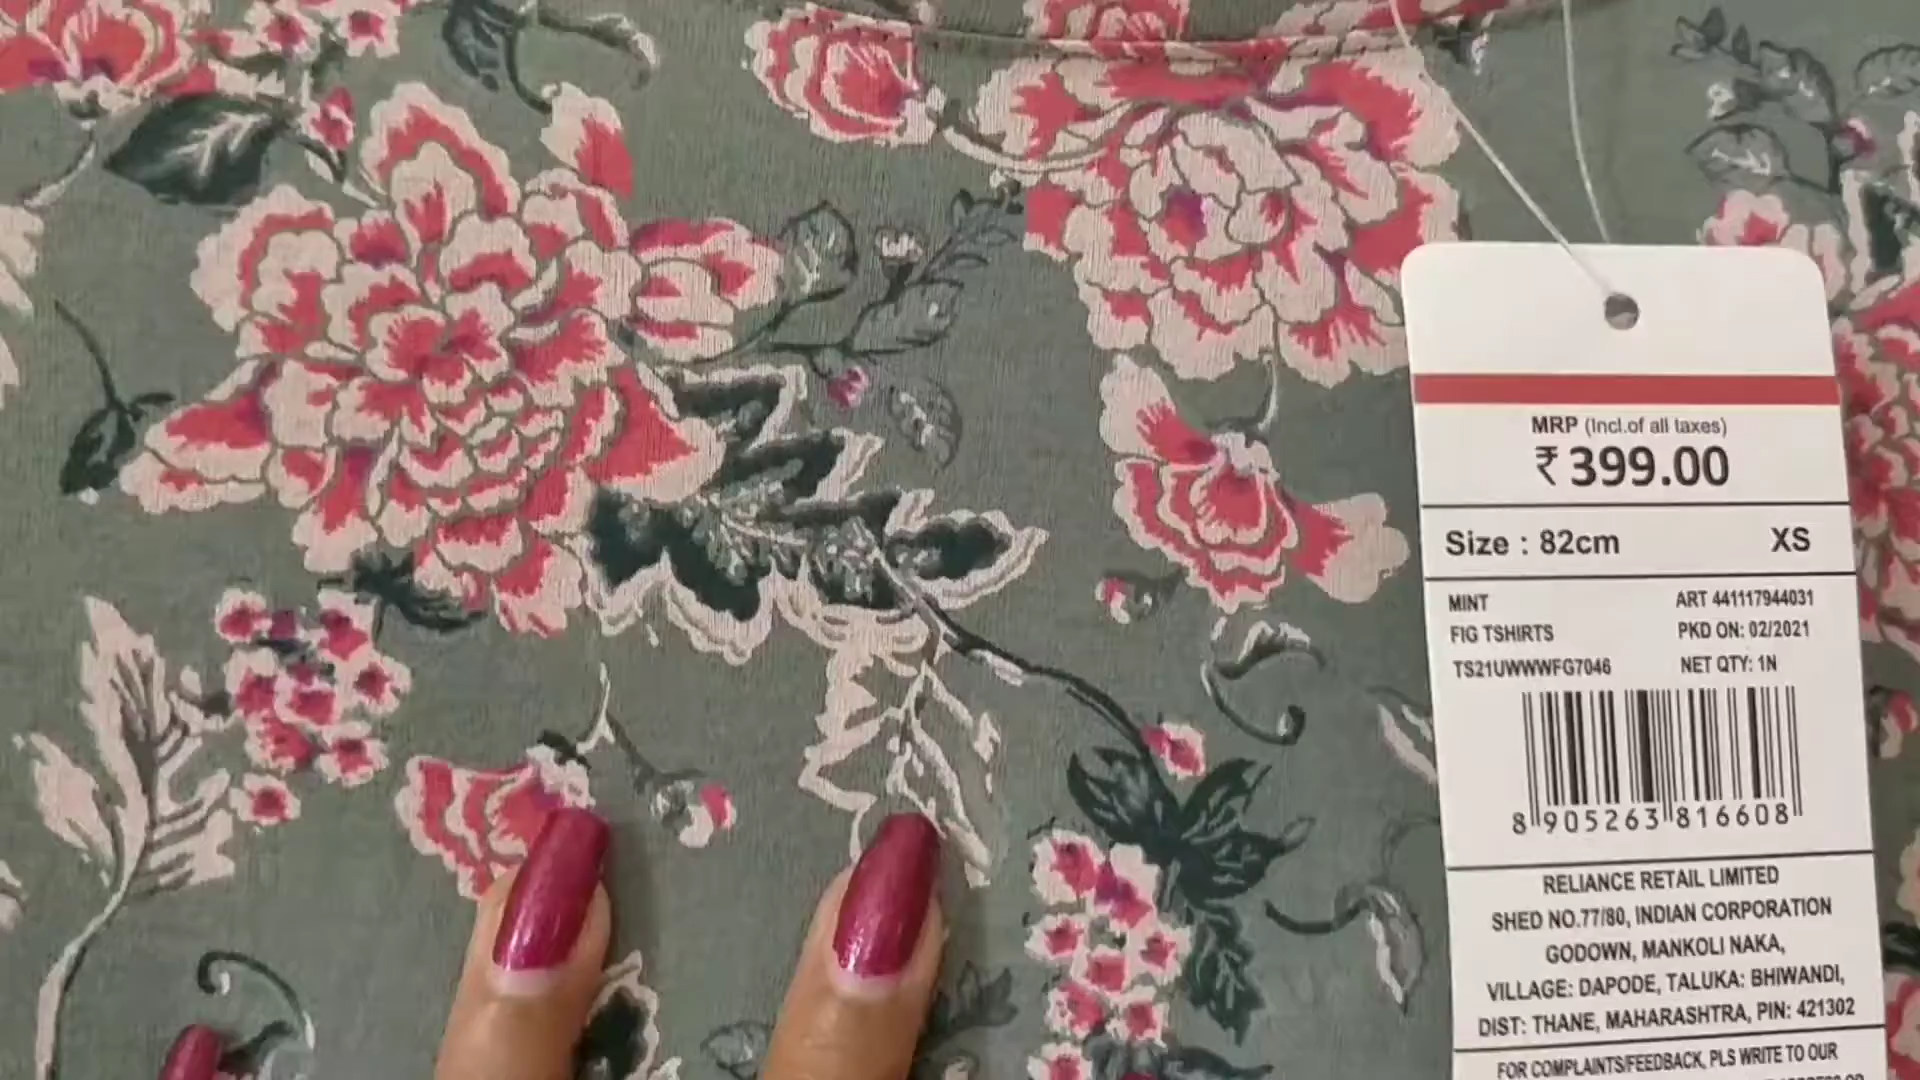 MRP (Incl.of all taxes)
₹ 399.00
Size : 82cm XS
MINT ART 441117944031
FIG TSHIRTS PKD ON: 02/2021
TS21UWWWFG7046 NET QTY: 1N
8 905263 816608
RELIANCE RETAIL LIMITED
SHED NO.77/80, INDIAN CORPORATION
GODOWN, MANKOLI NAKA,
VILLAGE: DAPODE, TALUKA: BHIWANDI,
DIST: THANE, MAHARASHTRA, PIN: 421302
FOR COMPLAINTS/FEEDBACK, PLS WRITE TO OUR